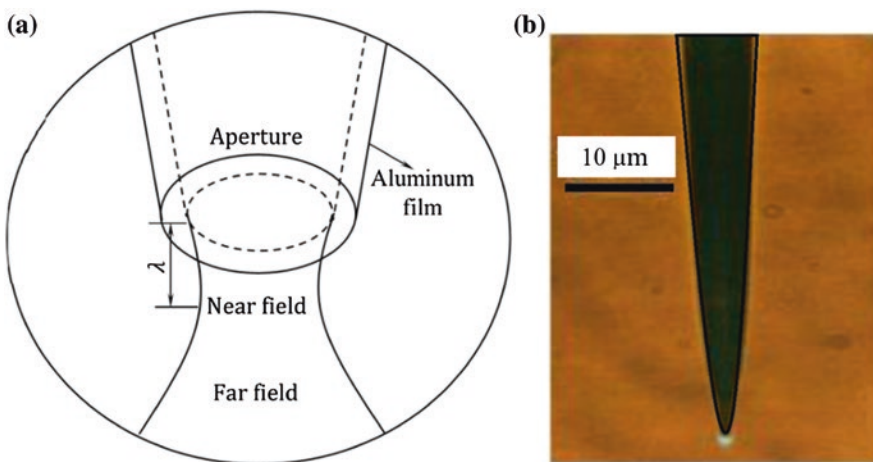 (a)
Aperture
Aluminum
film
λ
Near field
Far field
(b)
10 μm